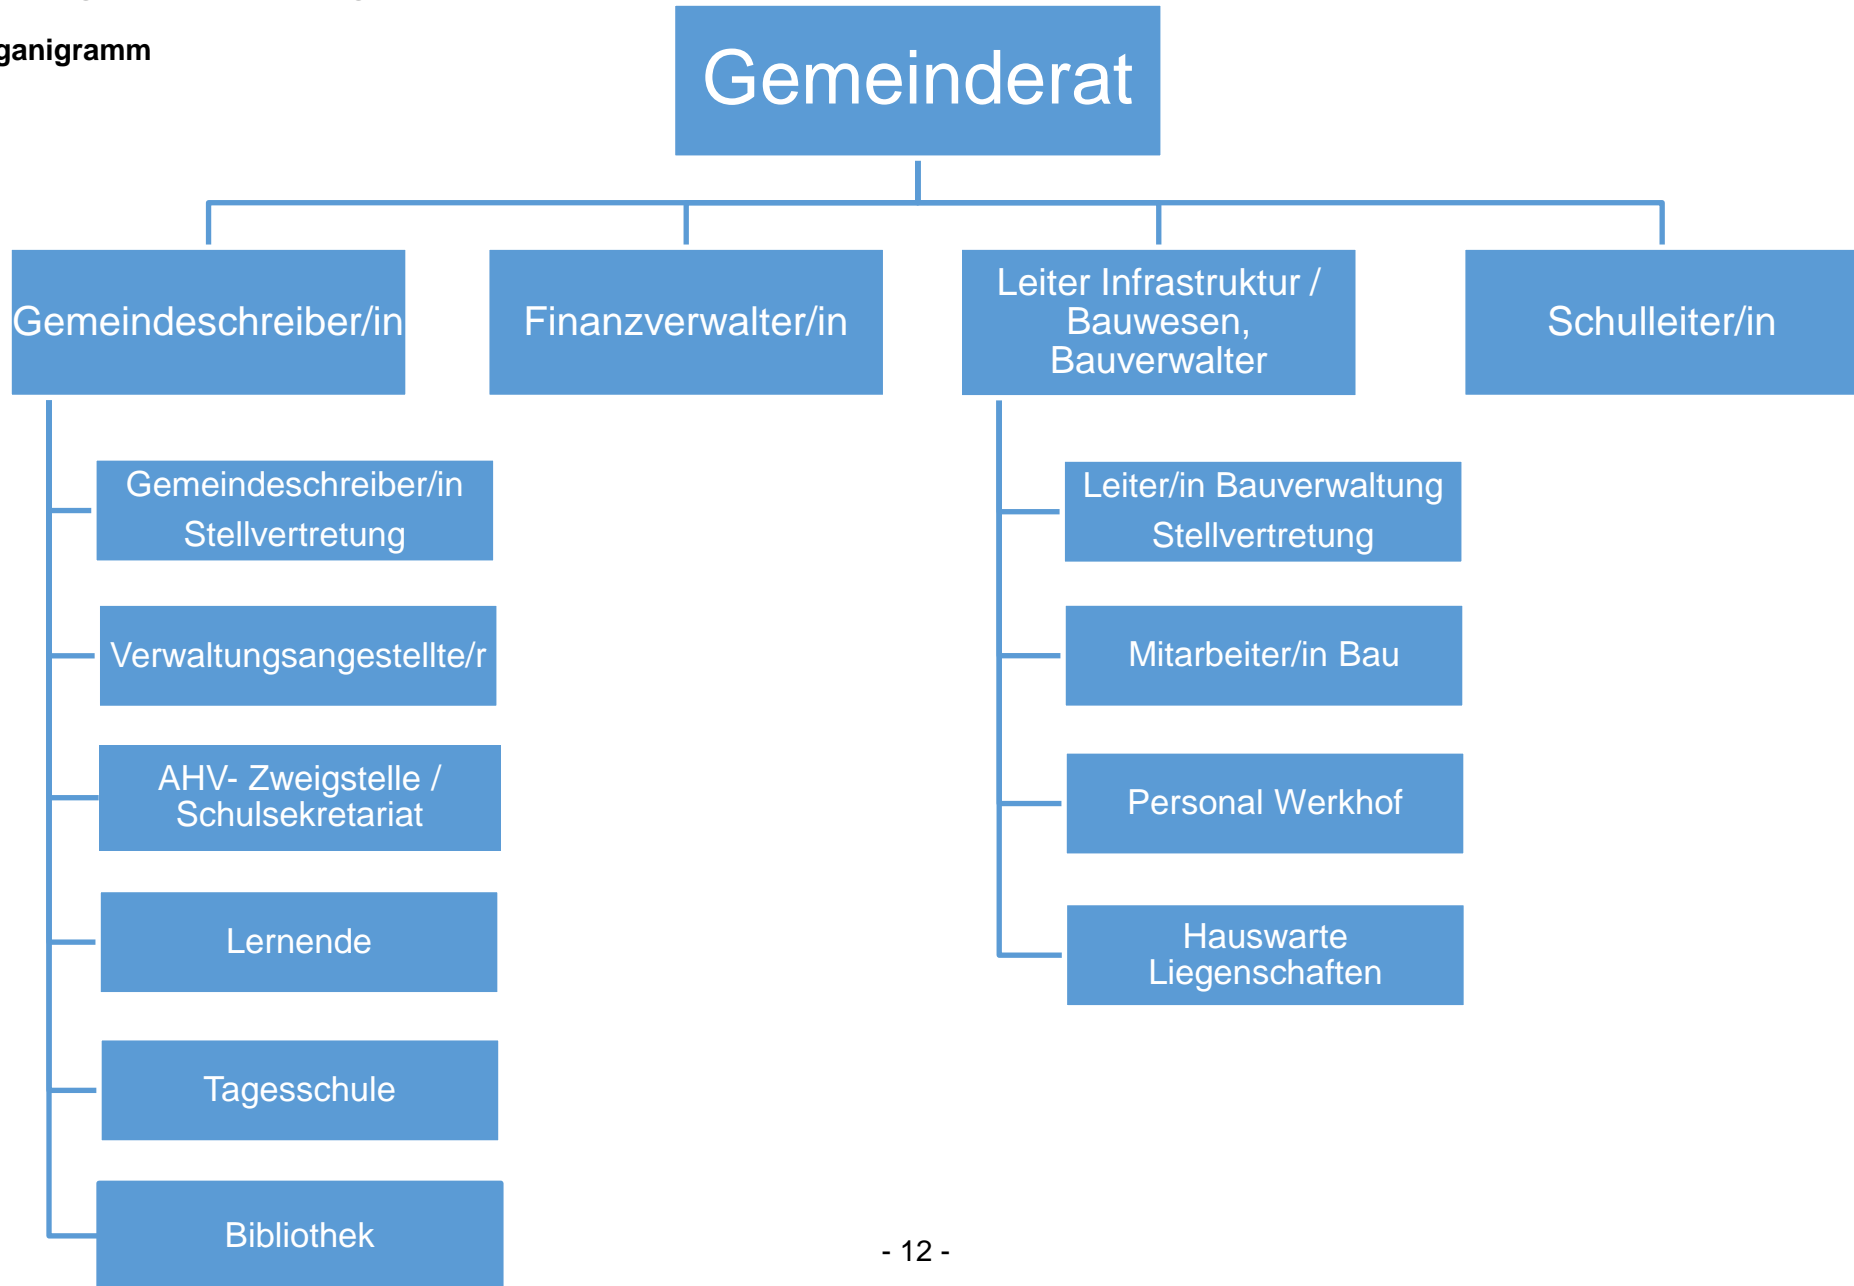 ganigramm
Gemeinderat
Gemeindeschreiber/in
Finanzverwalter/in
Leiter Infrastruktur /
Bauwesen,
Bauverwalter
Schulleiter/in
Gemeindeschreiber/in
Stellvertretung
Verwaltungsangestellte/r
AHV- Zweigstelle /
Schulsekretariat
Lernende
Tagesschule
Bibliothek
Leiter/in Bauverwaltung
Stellvertretung
Mitarbeiter/in Bau
Personal Werkhof
Hauswarte
Liegenschaften
- 12 -